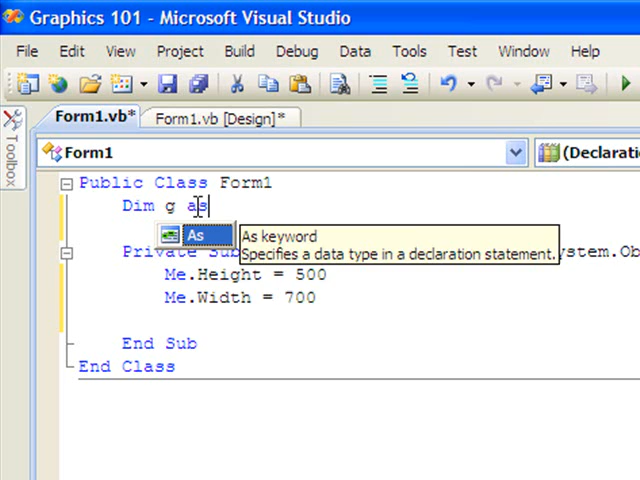 Graphics 101 - Microsoft Visual Studio
File Edit View Project Build Debug Data Tools Test Window Help
Form1.vb* Form1.vb [Design]*
Toolbox
Form1 (Declaratio
Public Class Form1
Dim g as
As
As keyword
Specifies a data type in a declaration statement.
Private Sub ystem.Ob
Me.Height = 500
Me.Width = 700
End Sub
End Class